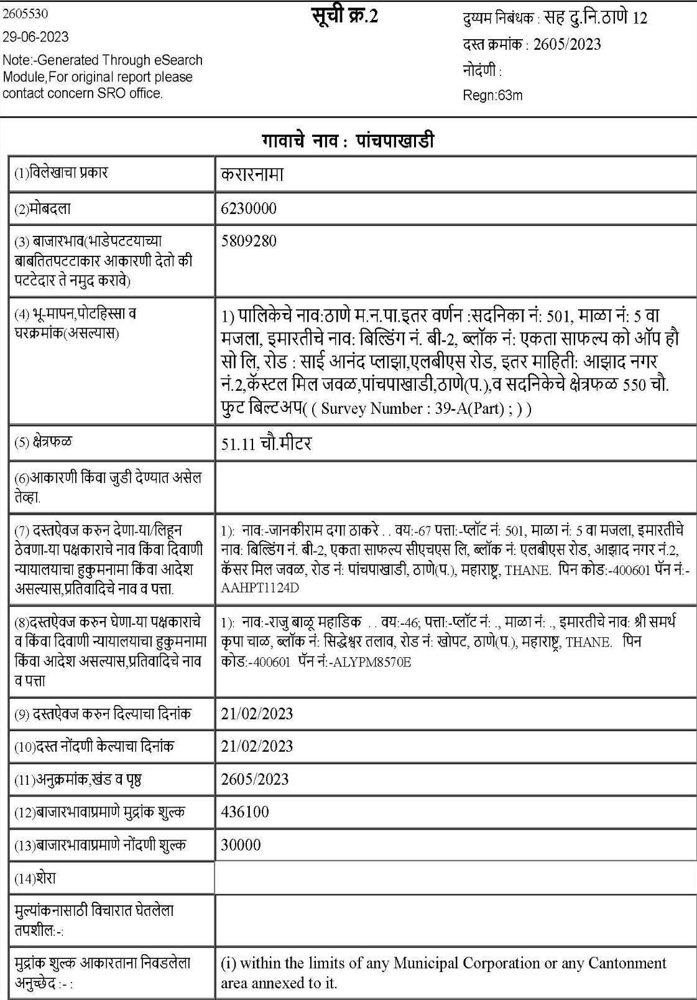 2605530
29-06-2023
Note:-Generated Through eSearch
Module,For original report please
contact concern SRO office.
सूची क्र.2
दुय्यम निबंधक : सह दु.नि.ठाणे 12
दस्त क्रमांक : 2605/2023
नोदंणी :
Regn:63m
गावाचे नाव : पांचपाखाडी
(1)विलेखाचा प्रकार
करारनामा
(2)मोबदला
6230000
(3) बाजारभाव(भाडेपटटयाच्या
बाबतितपटटाकार आकारणी देतो की
पटटेदार ते नमुद करावे)
5809280
(4) भू-मापन,पोटहिस्सा व
घरक्रमांक(असल्यास)
1) पालिकेचे नाव:ठाणे म.न.पा.इतर वर्णन :सदनिका नं: 501, माळा नं: 5 वा
मजला, इमारतीचे नाव: बिल्डिंग नं. बी-2, ब्लॉक नं: एकता साफल्य को ऑप हौ
सो लि, रोड : साई आनंद प्लाझा,एलबीएस रोड, इतर माहिती: आझाद नगर
नं.2,कॅस्टल मिल जवळ,पांचपाखाडी,ठाणे(प.),व सदनिकेचे क्षेत्रफळ 550 चौ.
फुट बिल्टअप( ( Survey Number : 39-A(Part) ; ) )
(5) क्षेत्रफळ
51.11 चौ.मीटर
(6)आकारणी किंवा जुडी देण्यात असेल
तेव्हा.
(7) दस्तऐवज करुन देणा-या/लिहून
ठेवणा-या पक्षकाराचे नाव किंवा दिवाणी
न्यायालयाचा हुकुमनामा किंवा आदेश
असल्यास,प्रतिवादिचे नाव व पत्ता.
1): नाव:-जानकीराम दगा ठाकरे . . वय:-67 पत्ता:-प्लॉट नं: 501, माळा नं: 5 वा मजला, इमारतीचे
नाव: बिल्डिंग नं. बी-2, एकता साफल्य सीएचएस लि, ब्लॉक नं: एलबीएस रोड, आझाद नगर नं.2,
कॅसर मिल जवळ, रोड नं: पांचपाखाडी, ठाणे(प.), महाराष्ट्र, THANE. पिन कोड:-400601 पॅन नं:-
AAHPT1124D
(8)दस्तऐवज करुन घेणा-या पक्षकाराचे
व किंवा दिवाणी न्यायालयाचा हुकुमनामा
किंवा आदेश असल्यास,प्रतिवादिचे नाव
व पत्ता
1): नाव:-राजु बाळू महाडिक . . वय:-46; पत्ता:-प्लॉट नं: ., माळा नं: ., इमारतीचे नाव: श्री समर्थ
कृपा चाळ, ब्लॉक नं: सिद्धेश्वर तलाव, रोड नं: खोपट, ठाणे(प.), महाराष्ट्र, THANE. पिन
कोड:-400601 पॅन नं:-ALYPM8570E
(9) दस्तऐवज करुन दिल्याचा दिनांक
21/02/2023
(10)दस्त नोंदणी केल्याचा दिनांक
21/02/2023
(11)अनुक्रमांक,खंड व पृष्ठ
2605/2023
(12)बाजारभावाप्रमाणे मुद्रांक शुल्क
436100
(13)बाजारभावाप्रमाणे नोंदणी शुल्क
30000
(14)शेरा
मुल्यांकनासाठी विचारात घेतलेला
तपशील:-:
मुद्रांक शुल्क आकारताना निवडलेला
अनुच्छेद :- :
(i) within the limits of any Municipal Corporation or any Cantonment
area annexed to it.